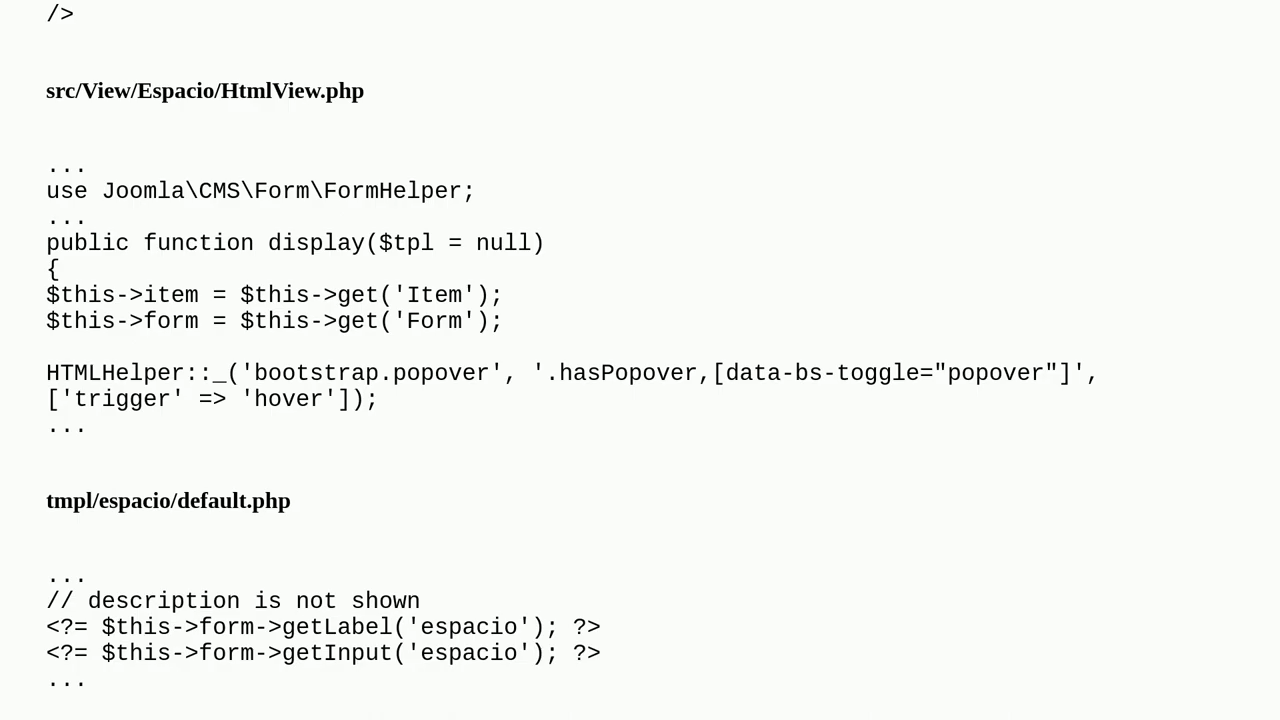 />
src/View/Espacio/HtmlView.php
...
use Joomla\CMS\Form\FormHelper;
...
public function display($tpl = null)
{
$this->item = $this->get('Item');
$this->form = $this->get('Form');
HTMLHelper::_('bootstrap.popover', '.hasPopover,[data-bs-toggle="popover"]',
['trigger' => 'hover']);
...
tmpl/espacio/default.php
...
// description is not shown
<?= $this->form->getLabel('espacio'); ?>
<?= $this->form->getInput('espacio'); ?>
...